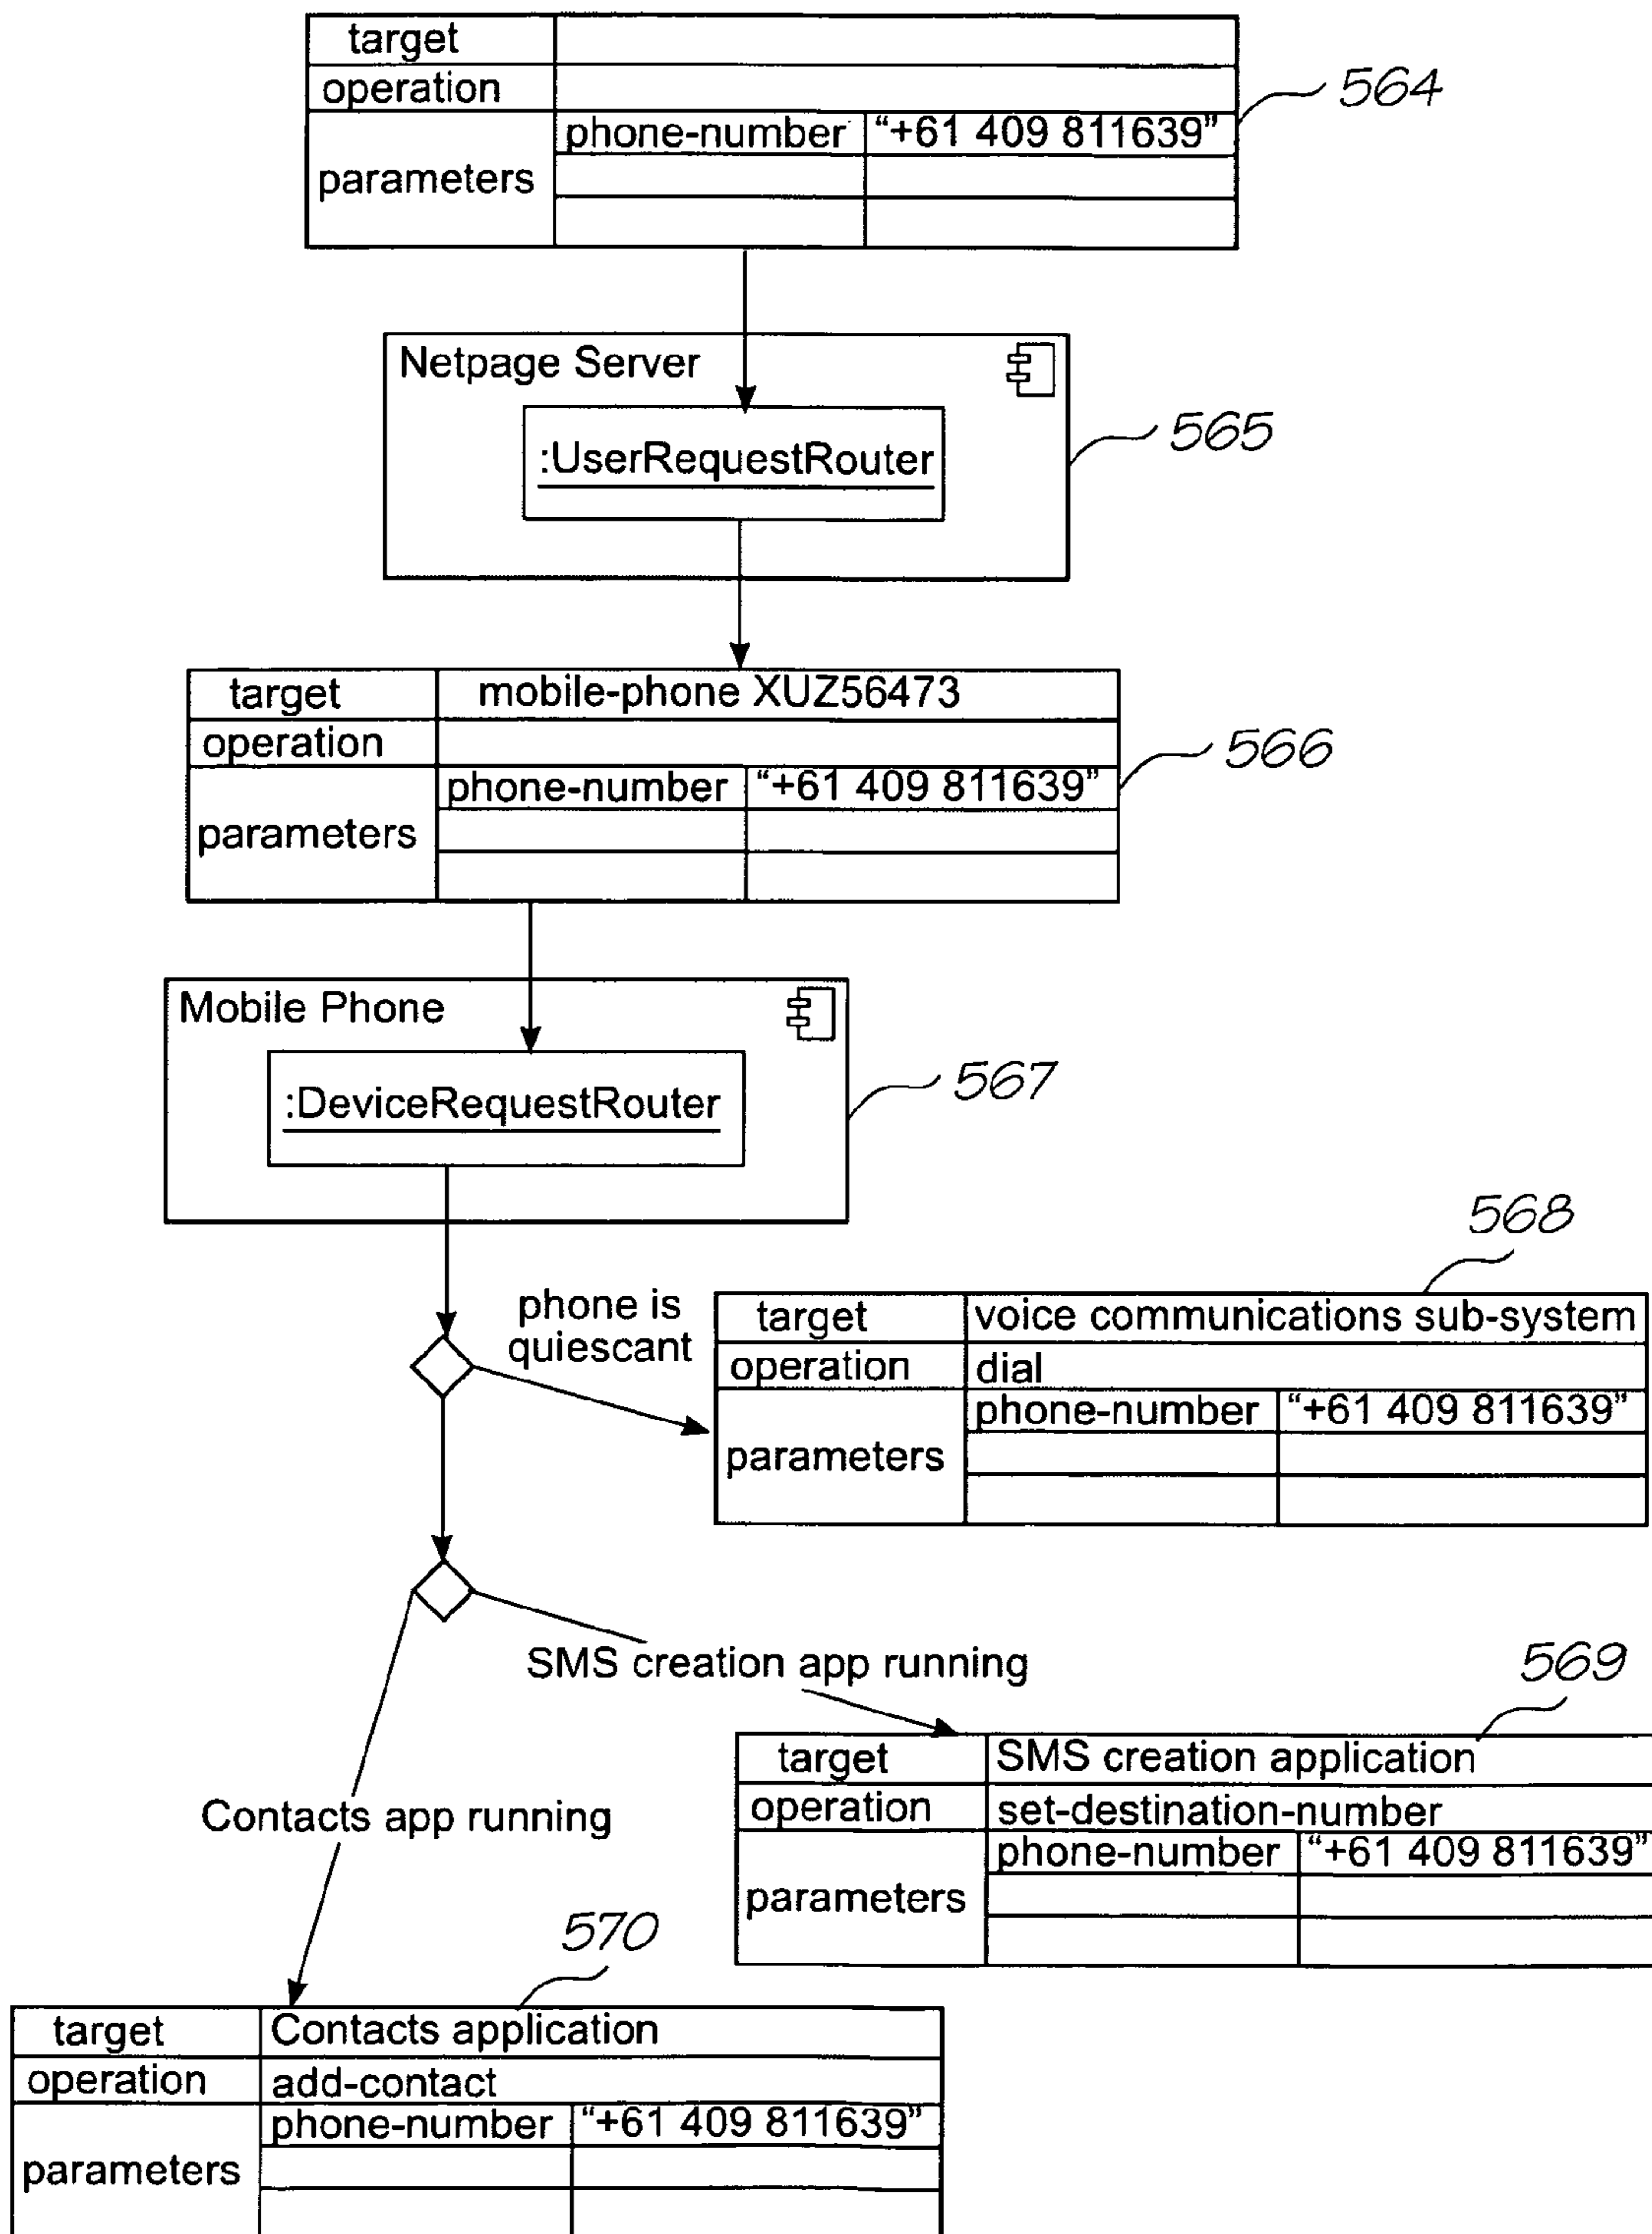 target
operation
564
phone-number "+61 409 811639"
parameters
Netpage Server
565
:UserRequestRouter
target mobile-phone XUZ56473
operation
566
phone-number "+61 409 811639"
parameters
Mobile Phone
567
:DeviceRequestRouter
568
phone is
quiescant
target voice communications sub-system
operation dial
phone-number "+61 409 811639"
parameters
SMS creation app running
569
target SMS creation application
operation set-destination-number
phone-number "+61 409 811639"
parameters
Contacts app running
570
target Contacts application
operation add-contact
phone-number "+61 409 811639"
parameters